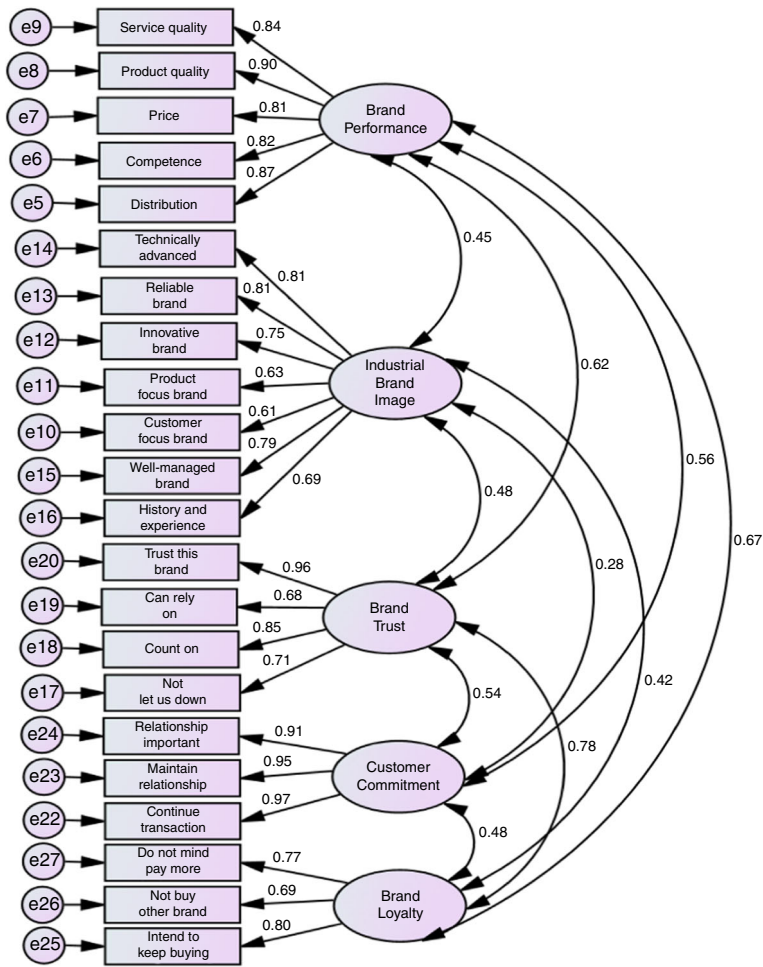 e9
Service quality
0.84
e8
Product quality
0.90
e7
Price
0.81
e6
Competence
0.82
e5
Distribution
0.87
Brand
Performance
e14
Technically
advanced
0.81
e13
Reliable
brand
0.81
e12
Innovative
brand
0.75
e11
Product
focus brand
0.63
e10
Customer
focus brand
0.61
e15
Well-managed
brand
0.79
e16
History and
experience
0.69
Industrial
Brand
Image
e20
Trust this
brand
0.96
e19
Can rely
on
0.68
e18
Count on
0.85
e17
Not
let us down
0.71
Brand
Trust
e24
Relationship
important
0.91
e23
Maintain
relationship
0.95
e22
Continue
transaction
0.97
Customer
Commitment
e27
Do not mind
pay more
0.77
e26
Not buy
other brand
0.69
e25
Intend to
keep buying
0.80
Brand
Loyalty
0.45
0.62
0.56
0.67
0.48
0.28
0.42
0.54
0.78
0.48